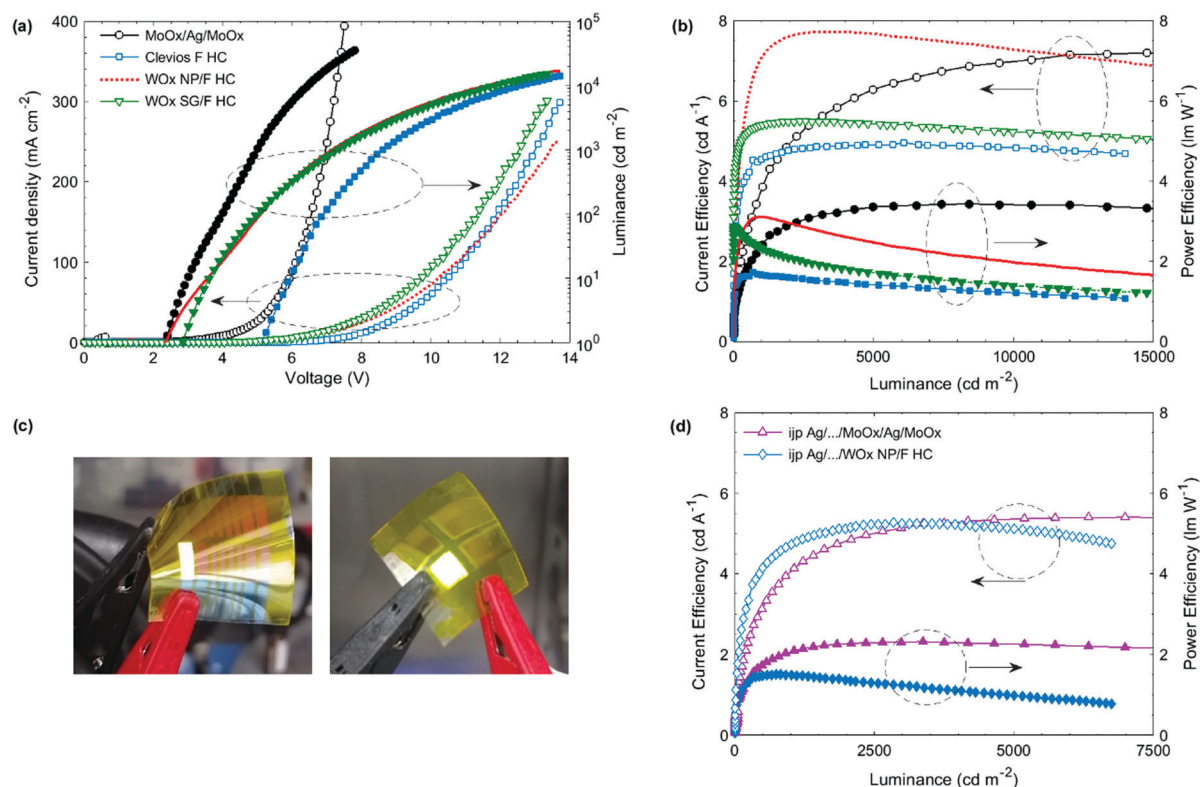 (a)
MoOx/Ag/MoOx
Clevios F HC
WOx NP/F HC
WOx SG/F HC
Current density (mA cm⁻²)
400
300
200
100
0
0
2
4
6
8
10
12
14
Voltage (V)
10⁵
10⁴
10³
10²
10¹
10⁰
Luminance (cd m⁻²)
(b)
Current Efficiency (cd A⁻¹)
8
6
4
2
0
0
5000
10000
15000
Luminance (cd m⁻²)
8
6
4
2
0
Power Efficiency (lm W⁻¹)
(c)
(d)
ijp Ag/.../MoOx/Ag/MoOx
ijp Ag/.../WOx NP/F HC
Current Efficiency (cd A⁻¹)
8
6
4
2
0
0
2500
5000
7500
Luminance (cd m⁻²)
8
6
4
2
0
Power Efficiency (lm W⁻¹)